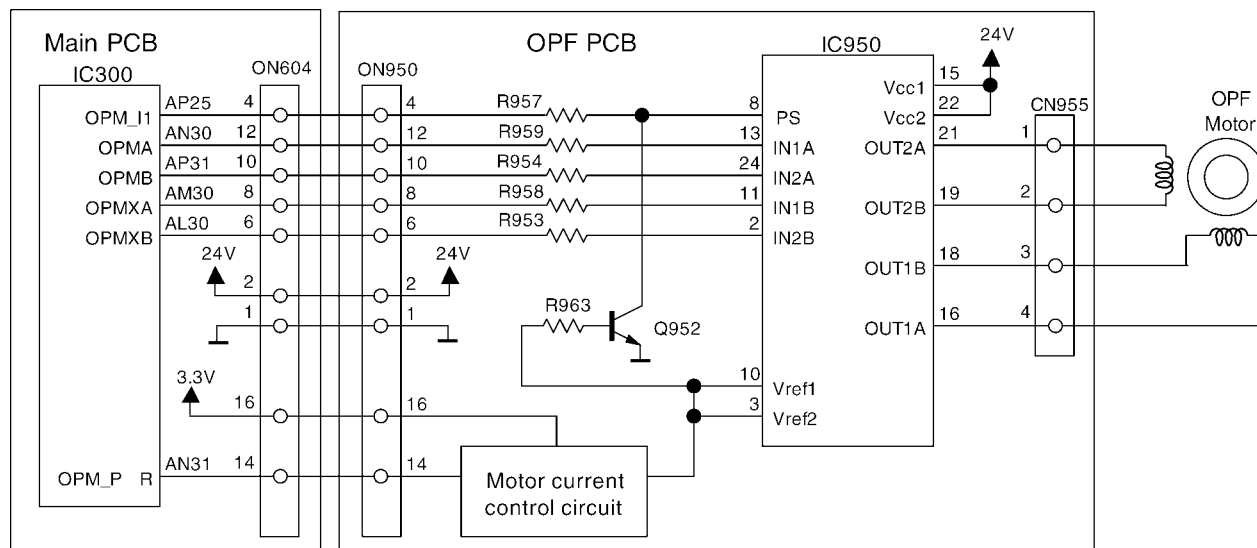 Main PCB
OPF PCB
IC300
ON604
ON950
IC950
24V
CN955
OPF
Motor
OPM_I1 AP25 4 4 R957 8 PS
OPMA AN30 12 12 R959 13 IN1A
OPMB AP31 10 10 R954 24 IN2A
OPMXA AM30 8 8 R958 11 IN1B
OPMXB AL30 6 6 R953 2 IN2B
Vcc1 15
Vcc2 22
OUT2A 21 1
OUT2B 19 2
OUT1B 18 3
OUT1A 16 4
24V 2 2 24V
1 1
R963
Q952
3.3V
16 16
10 Vref1
3 Vref2
OPM_P R AN31 14 14
Motor current
control circuit